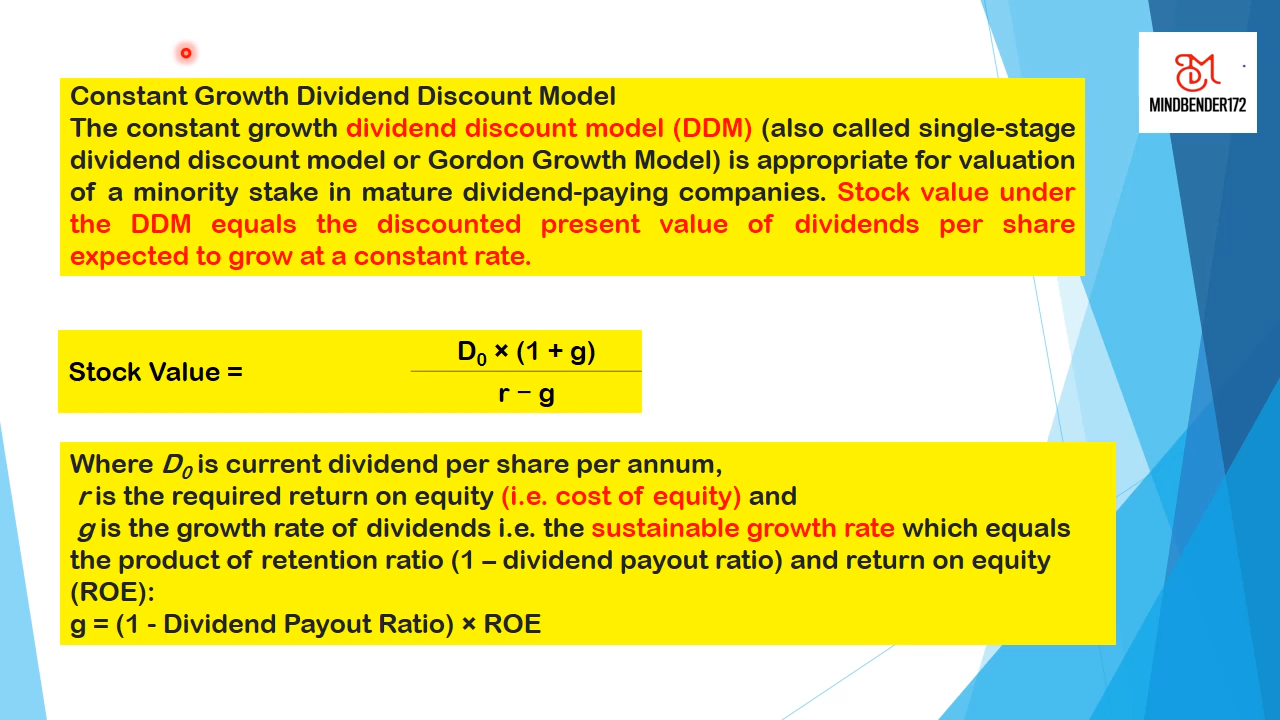 MINDBENDER172
Constant Growth Dividend Discount Model
The constant growth dividend discount model (DDM) (also called single-stage
dividend discount model or Gordon Growth Model) is appropriate for valuation
of a minority stake in mature dividend-paying companies. Stock value under
the DDM equals the discounted present value of dividends per share
expected to grow at a constant rate.
Stock Value =
D₀ × (1 + g)
r − g
Where D₀ is current dividend per share per annum,
r is the required return on equity (i.e. cost of equity) and
g is the growth rate of dividends i.e. the sustainable growth rate which equals
the product of retention ratio (1 – dividend payout ratio) and return on equity
(ROE):
g = (1 - Dividend Payout Ratio) × ROE